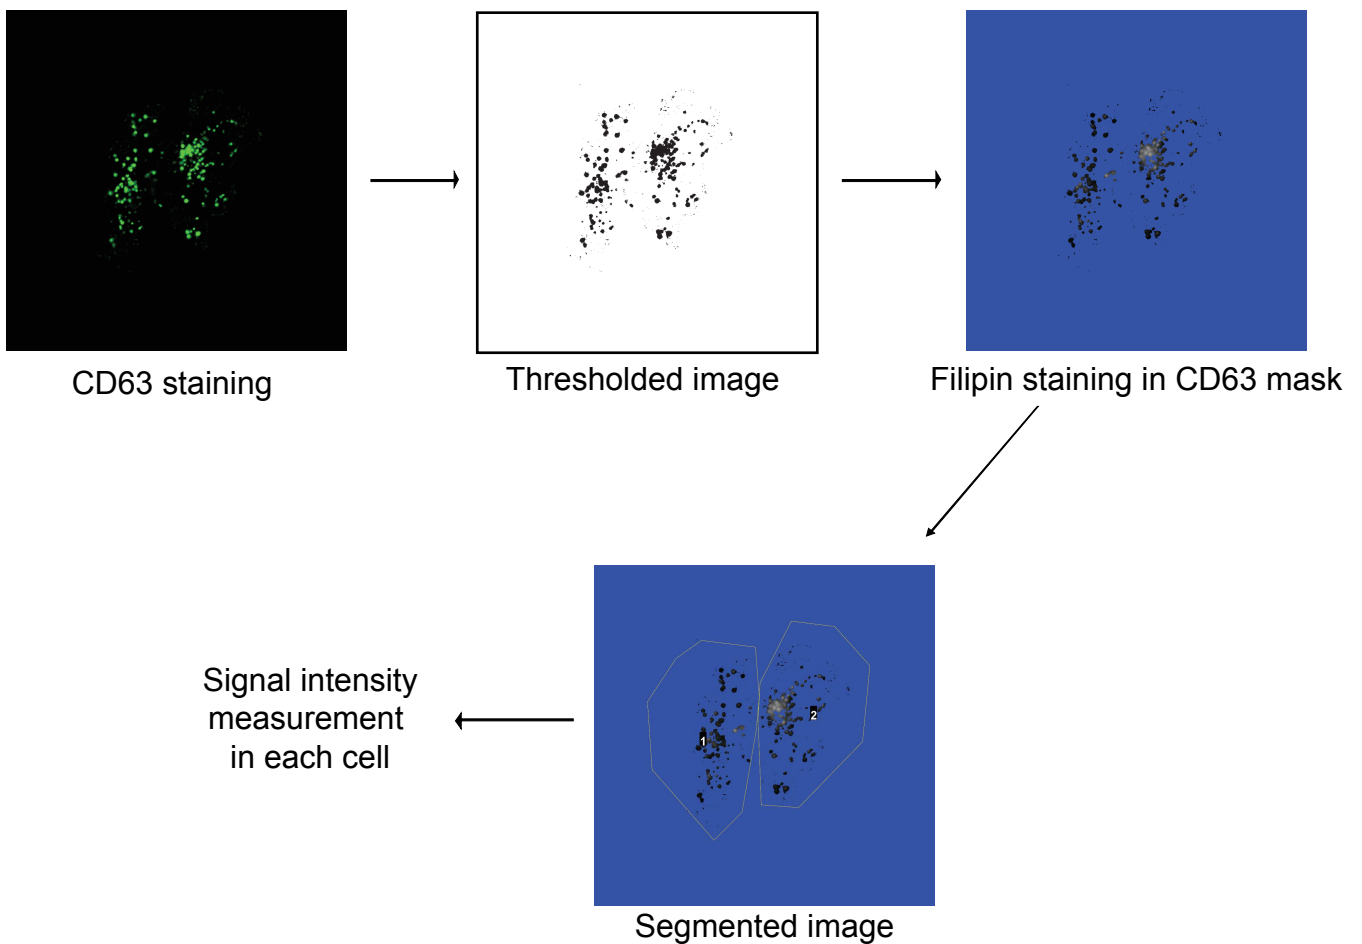 CD63 staining
Thresholded image
Filipin staining in CD63 mask
Signal intensity
measurement
in each cell
1
2
Segmented image